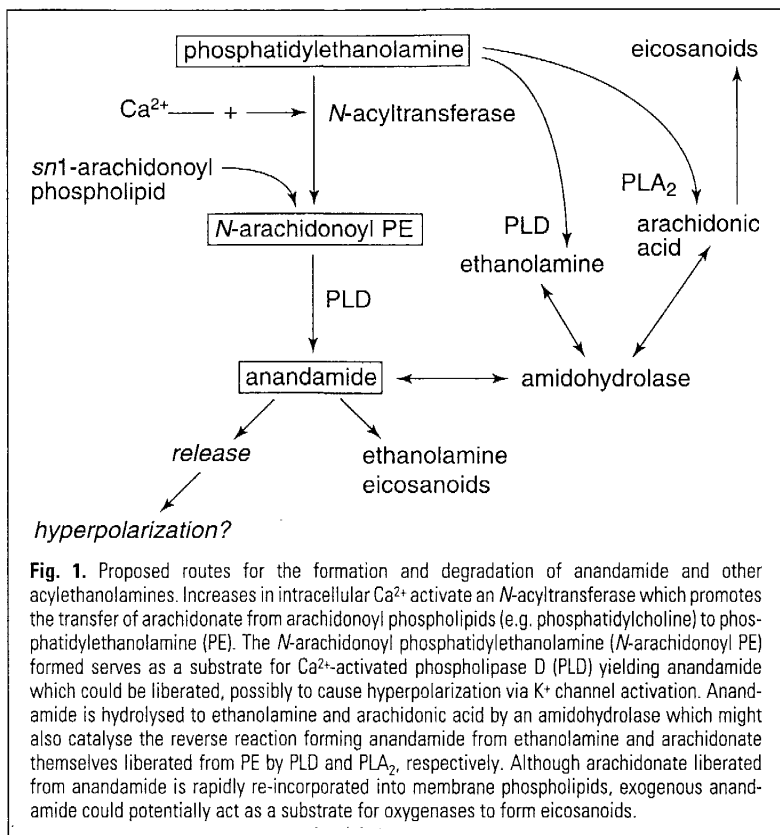 phosphatidylethanolamine
eicosanoids
Ca²⁺ + N-acyltransferase
sn1-arachidonoyl
phospholipid
PLA₂
N-arachidonoyl PE
PLD
arachidonic
acid
ethanolamine
PLD
anandamide
amidohydrolase
release
ethanolamine
eicosanoids
hyperpolarization?
Fig. 1. Proposed routes for the formation and degradation of anandamide and other
acylethanolamines. Increases in intracellular Ca²⁺ activate an N-acyltransferase which promotes
the transfer of arachidonate from arachidonoyl phospholipids (e.g. phosphatidylcholine) to phos-
phatidylethanolamine (PE). The N-arachidonoyl phosphatidylethanolamine (N-arachidonoyl PE)
formed serves as a substrate for Ca²⁺-activated phospholipase D (PLD) yielding anandamide
which could be liberated, possibly to cause hyperpolarization via K⁺ channel activation. Anand-
amide is hydrolysed to ethanolamine and arachidonic acid by an amidohydrolase which might
also catalyse the reverse reaction forming anandamide from ethanolamine and arachidonate
themselves liberated from PE by PLD and PLA₂, respectively. Although arachidonate liberated
from anandamide is rapidly re-incorporated into membrane phospholipids, exogenous anand-
amide could potentially act as a substrate for oxygenases to form eicosanoids.